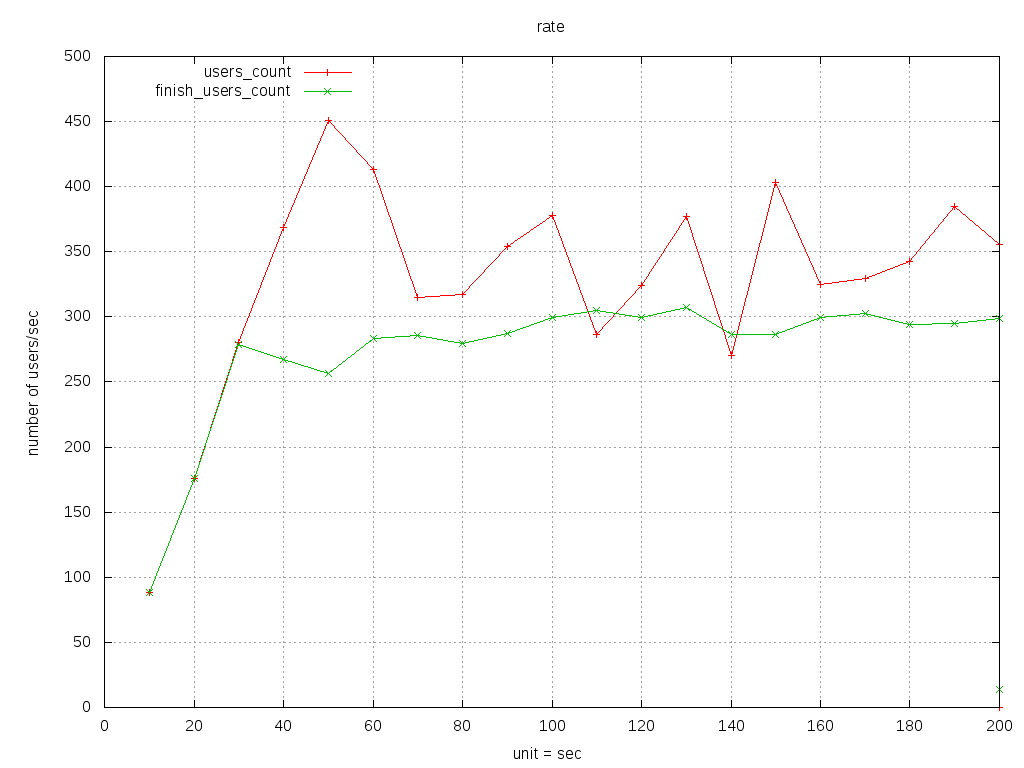 rate
500
450
400
350
300
250
200
150
100
50
0
users_count
finish_users_count
number of users/sec
0 20 40 60 80 100 120 140 160 180 200
unit = sec